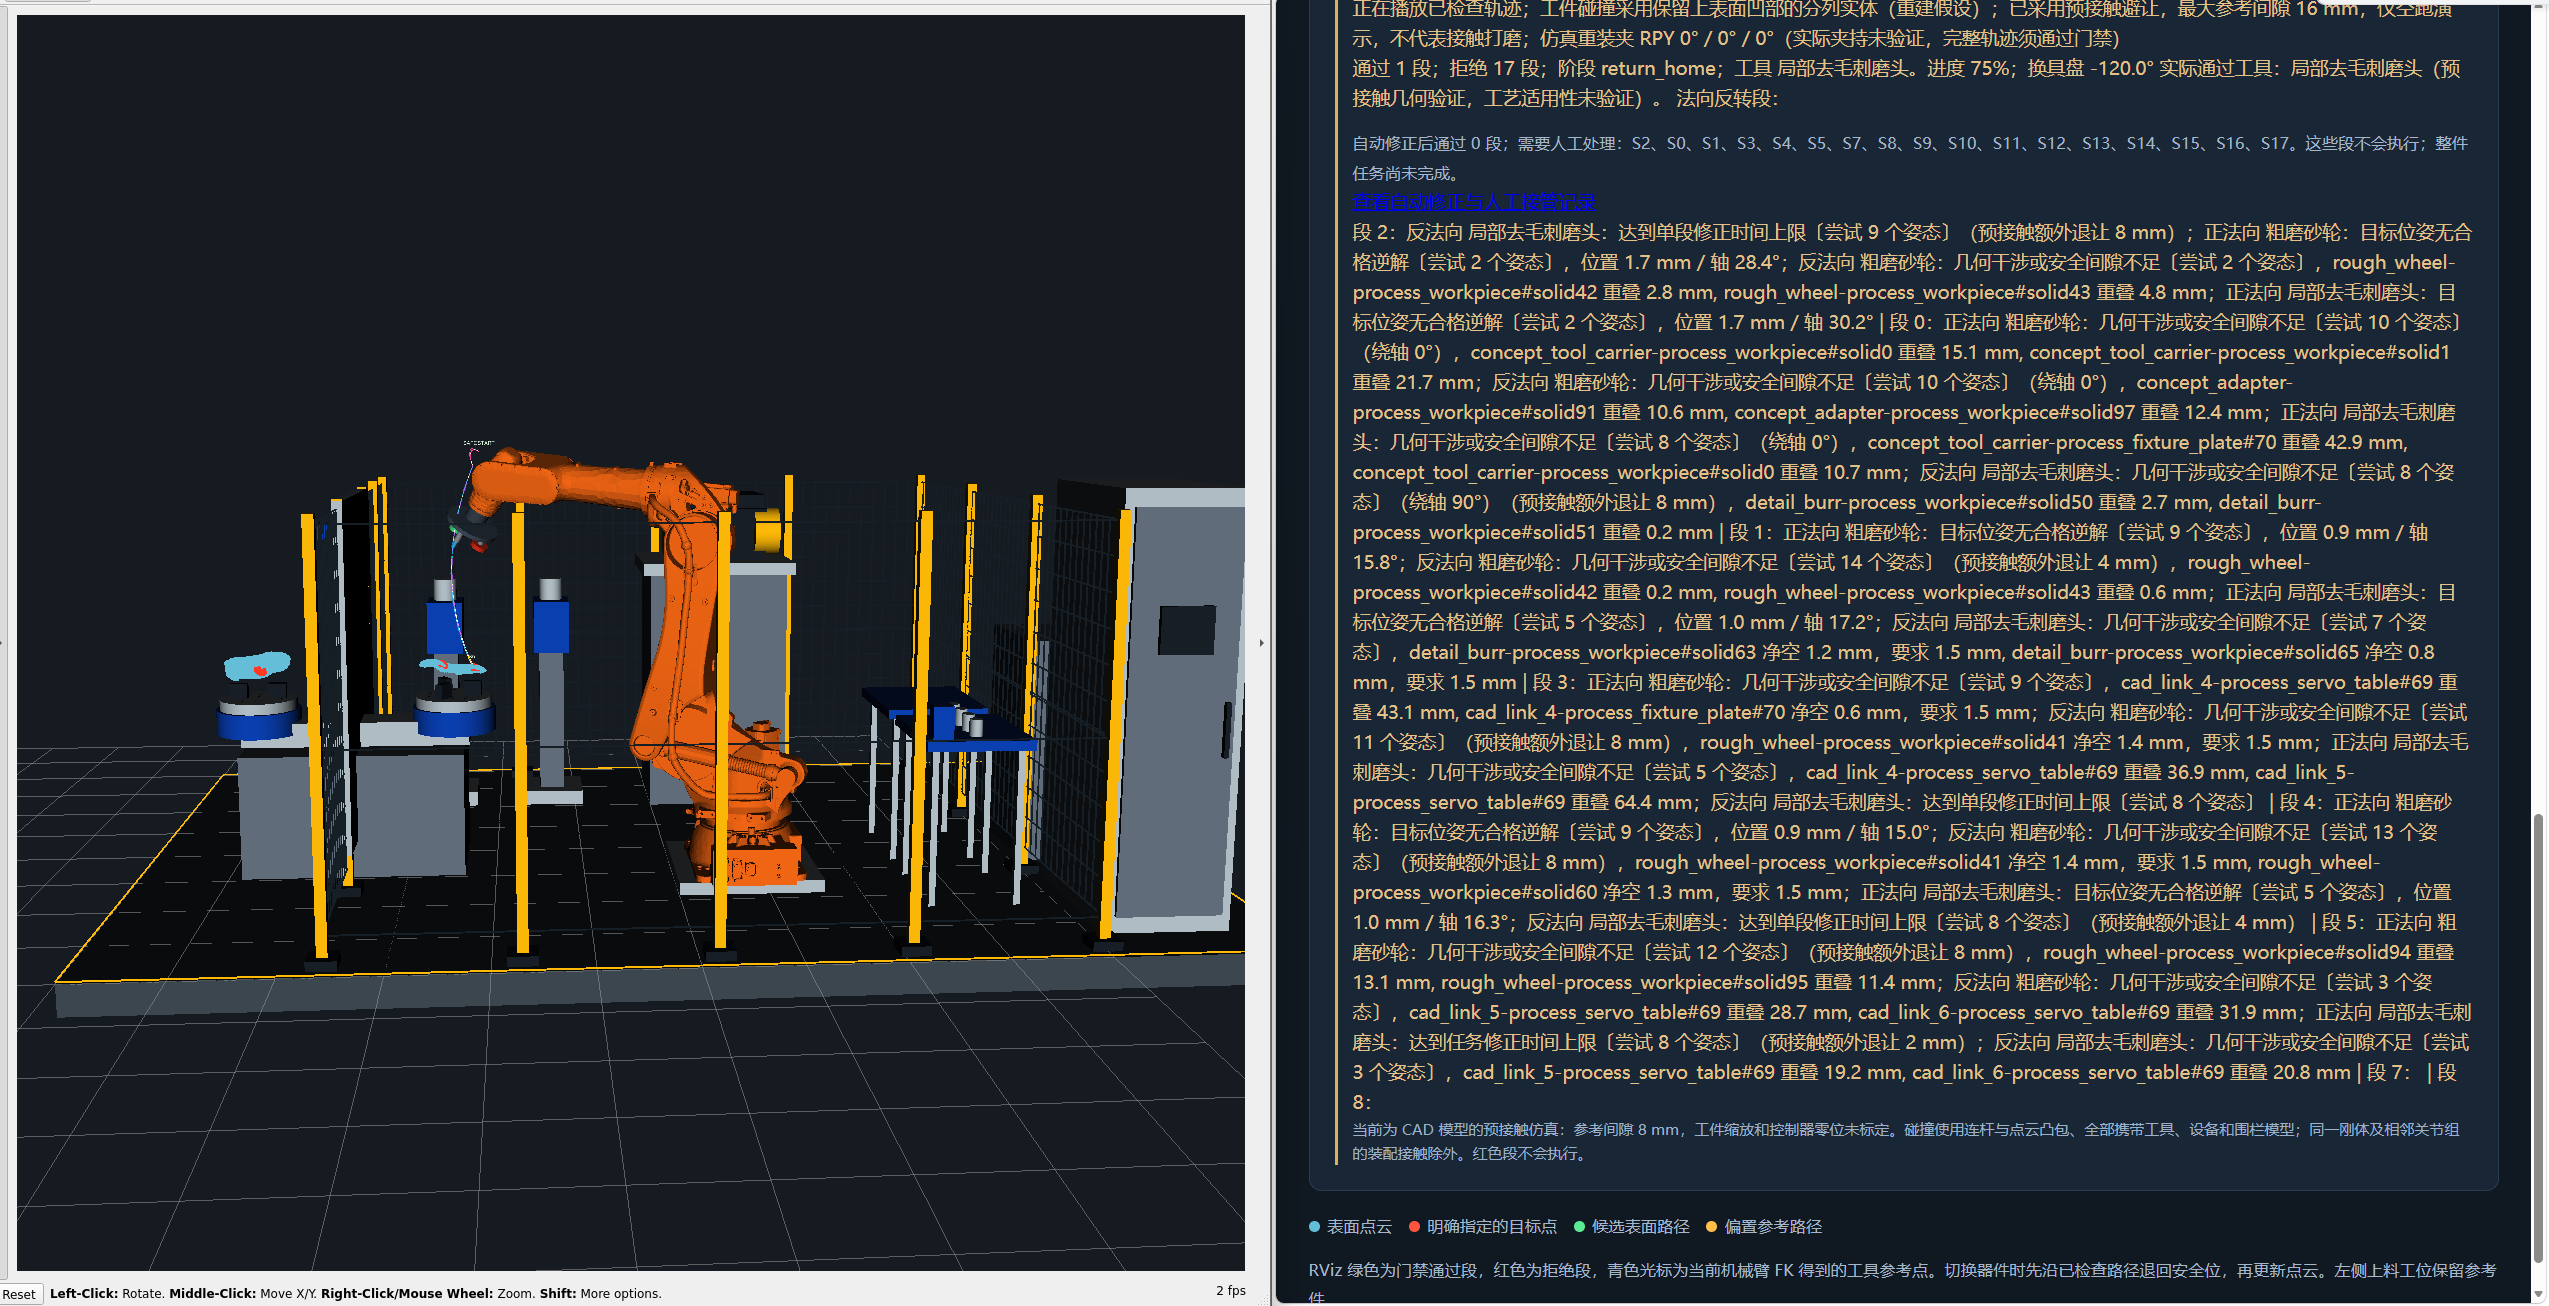 SAFE START
Reset
Left-Click: Rotate. Middle-Click: Move X/Y. Right-Click/Mouse Wheel: Zoom. Shift: More options.
2 fps
正在播放已检查轨迹；工件碰撞采用保留上表面凹部的分列实体（重建假设）；已采用预接触避让，最大参考间隙 16 mm，仅空跑演
示，不代表接触打磨；仿真重装夹 RPY 0° / 0° / 0°（实际夹持未验证，完整轨迹须通过门禁）
通过 1 段；拒绝 17 段；阶段 return_home；工具 局部去毛刺磨头。进度 75%；换具盘 -120.0° 实际通过工具：局部去毛刺磨头（预
接触几何验证，工艺适用性未验证）。 法向反转段：
自动修正后通过 0 段；需要人工处理：S2、S0、S1、S3、S4、S5、S7、S8、S9、S10、S11、S12、S13、S14、S15、S16、S17。这些段不会执行；整件
任务尚未完成。
查看自动修正与人工接管记录
段 2：反法向 局部去毛刺磨头：达到单段修正时间上限〔尝试 9 个姿态〕（预接触额外退让 8 mm）；正法向 粗磨砂轮：目标位姿无合
格逆解〔尝试 2 个姿态〕，位置 1.7 mm / 轴 28.4°；反法向 粗磨砂轮：几何干涉或安全间隙不足〔尝试 2 个姿态〕，rough_wheel-
process_workpiece#solid42 重叠 2.8 mm, rough_wheel-process_workpiece#solid43 重叠 4.8 mm；正法向 局部去毛刺磨头：目
标位姿无合格逆解〔尝试 2 个姿态〕，位置 1.7 mm / 轴 30.2° | 段 0：正法向 粗磨砂轮：几何干涉或安全间隙不足〔尝试 10 个姿态〕
（绕轴 0°），concept_tool_carrier-process_workpiece#solid0 重叠 15.1 mm, concept_tool_carrier-process_workpiece#solid1
重叠 21.7 mm；反法向 粗磨砂轮：几何干涉或安全间隙不足〔尝试 10 个姿态〕（绕轴 0°），concept_adapter-
process_workpiece#solid91 重叠 10.6 mm, concept_adapter-process_workpiece#solid97 重叠 12.4 mm；正法向 局部去毛刺磨
头：几何干涉或安全间隙不足〔尝试 8 个姿态〕（绕轴 0°），concept_tool_carrier-process_fixture_plate#70 重叠 42.9 mm,
concept_tool_carrier-process_workpiece#solid0 重叠 10.7 mm；反法向 局部去毛刺磨头：几何干涉或安全间隙不足〔尝试 8 个姿
态〕（绕轴 90°）（预接触额外退让 8 mm），detail_burr-process_workpiece#solid50 重叠 2.7 mm, detail_burr-
process_workpiece#solid51 重叠 0.2 mm | 段 1：正法向 粗磨砂轮：目标位姿无合格逆解〔尝试 9 个姿态〕，位置 0.9 mm / 轴
15.8°；反法向 粗磨砂轮：几何干涉或安全间隙不足〔尝试 14 个姿态〕（预接触额外退让 4 mm），rough_wheel-
process_workpiece#solid42 重叠 0.2 mm, rough_wheel-process_workpiece#solid43 重叠 0.6 mm；正法向 局部去毛刺磨头：目
标位姿无合格逆解〔尝试 5 个姿态〕，位置 1.0 mm / 轴 17.2°；反法向 局部去毛刺磨头：几何干涉或安全间隙不足〔尝试 7 个姿
态〕，detail_burr-process_workpiece#solid63 净空 1.2 mm，要求 1.5 mm, detail_burr-process_workpiece#solid65 净空 0.8
mm，要求 1.5 mm | 段 3：正法向 粗磨砂轮：几何干涉或安全间隙不足〔尝试 9 个姿态〕，cad_link_4-process_servo_table#69 重
叠 43.1 mm, cad_link_4-process_fixture_plate#70 净空 0.6 mm，要求 1.5 mm；反法向 粗磨砂轮：几何干涉或安全间隙不足〔尝试
11 个姿态〕（预接触额外退让 8 mm），rough_wheel-process_workpiece#solid41 净空 1.4 mm，要求 1.5 mm；正法向 局部去毛
刺磨头：几何干涉或安全间隙不足〔尝试 5 个姿态〕，cad_link_4-process_servo_table#69 重叠 36.9 mm, cad_link_5-
process_servo_table#69 重叠 64.4 mm；反法向 局部去毛刺磨头：达到单段修正时间上限〔尝试 8 个姿态〕 | 段 4：正法向 粗磨砂
轮：目标位姿无合格逆解〔尝试 9 个姿态〕，位置 0.9 mm / 轴 15.0°；反法向 粗磨砂轮：几何干涉或安全间隙不足〔尝试 13 个姿
态〕（预接触额外退让 8 mm），rough_wheel-process_workpiece#solid41 净空 1.4 mm，要求 1.5 mm, rough_wheel-
process_workpiece#solid60 净空 1.3 mm，要求 1.5 mm；正法向 局部去毛刺磨头：目标位姿无合格逆解〔尝试 5 个姿态〕，位置
1.0 mm / 轴 16.3°；反法向 局部去毛刺磨头：达到单段修正时间上限〔尝试 8 个姿态〕（预接触额外退让 4 mm） | 段 5：正法向 粗
磨砂轮：几何干涉或安全间隙不足〔尝试 12 个姿态〕（预接触额外退让 8 mm），rough_wheel-process_workpiece#solid94 重叠
13.1 mm, rough_wheel-process_workpiece#solid95 重叠 11.4 mm；反法向 粗磨砂轮：几何干涉或安全间隙不足〔尝试 3 个姿
态〕，cad_link_5-process_servo_table#69 重叠 28.7 mm, cad_link_6-process_servo_table#69 重叠 31.9 mm；正法向 局部去毛刺
磨头：达到任务修正时间上限〔尝试 8 个姿态〕（预接触额外退让 2 mm）；反法向 局部去毛刺磨头：几何干涉或安全间隙不足〔尝试
3 个姿态〕，cad_link_5-process_servo_table#69 重叠 19.2 mm, cad_link_6-process_servo_table#69 重叠 20.8 mm | 段 7： | 段
8：
当前为 CAD 模型的预接触仿真：参考间隙 8 mm，工件缩放和控制器零位未标定。碰撞使用连杆与点云凸包、全部携带工具、设备和围栏模型；同一刚体及相邻关节组
的装配接触除外。红色段不会执行。
表面点云 明确指定的目标点 候选表面路径 偏置参考路径
RViz 绿色为门禁通过段，红色为拒绝段，青色光标为当前机械臂 FK 得到的工具参考点。切换器件时先沿已检查路径退回安全位，再更新点云。左侧上料工位保留参考
件